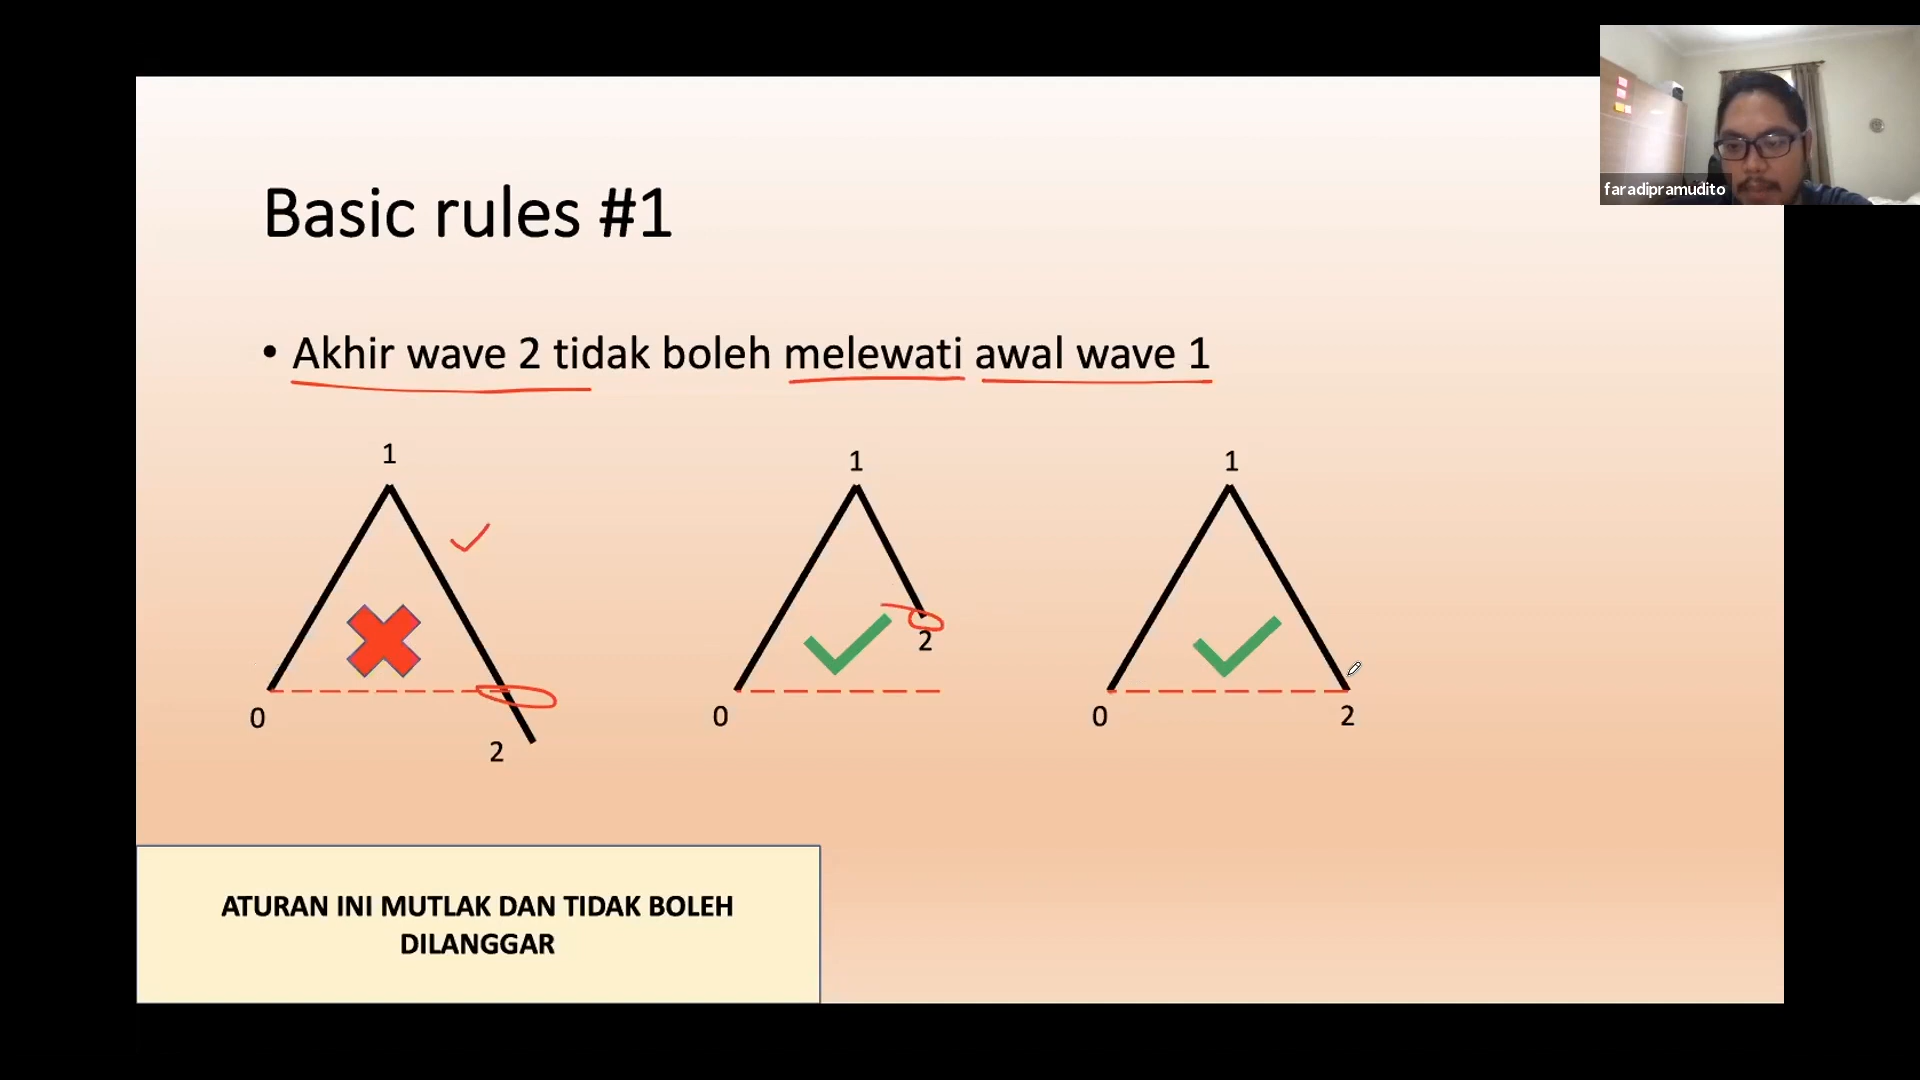 faradipramudito
Basic rules #1
• Akhir wave 2 tidak boleh melewati awal wave 1
1
0
2
1
0
2
1
0
2
ATURAN INI MUTLAK DAN TIDAK BOLEH
DILANGGAR